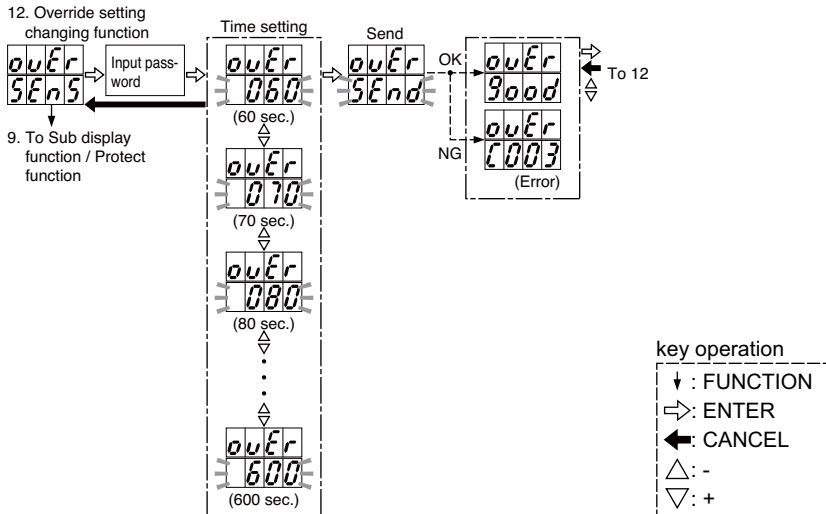 12. Override setting
changing function
ovEr
SEnS
Input pass-
word
Time setting
ovEr
060
(60 sec.)
ovEr
070
(70 sec.)
ovEr
080
(80 sec.)
ovEr
600
(600 sec.)
Send
ovEr
SEnd
OK
NG
ovEr
good
ovEr
C003
(Error)
To 12
9. To Sub display
function / Protect
function
key operation
: FUNCTION
: ENTER
: CANCEL
: -
: +